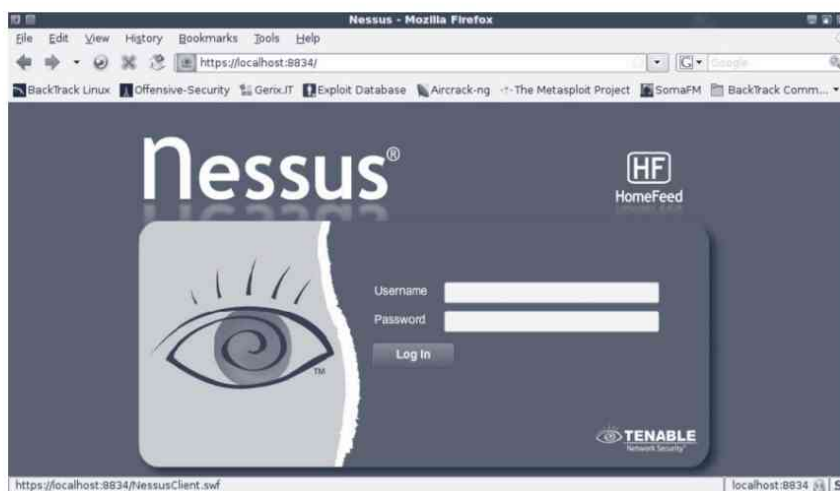 Nessus - Mozilla Firefox
File Edit View History Bookmarks Tools Help
https://localhost:8834/
G Google
BackTrack Linux Offensive-Security Gerix.IT Exploit Database Aircrack-ng The Metasploit Project SomaFM BackTrack Comm...
nessus®
HF
HomeFeed
Username
Password
Log In
TM
TENABLE
Network Security®
https://localhost:8834/NessusClient.swf
localhost:8834